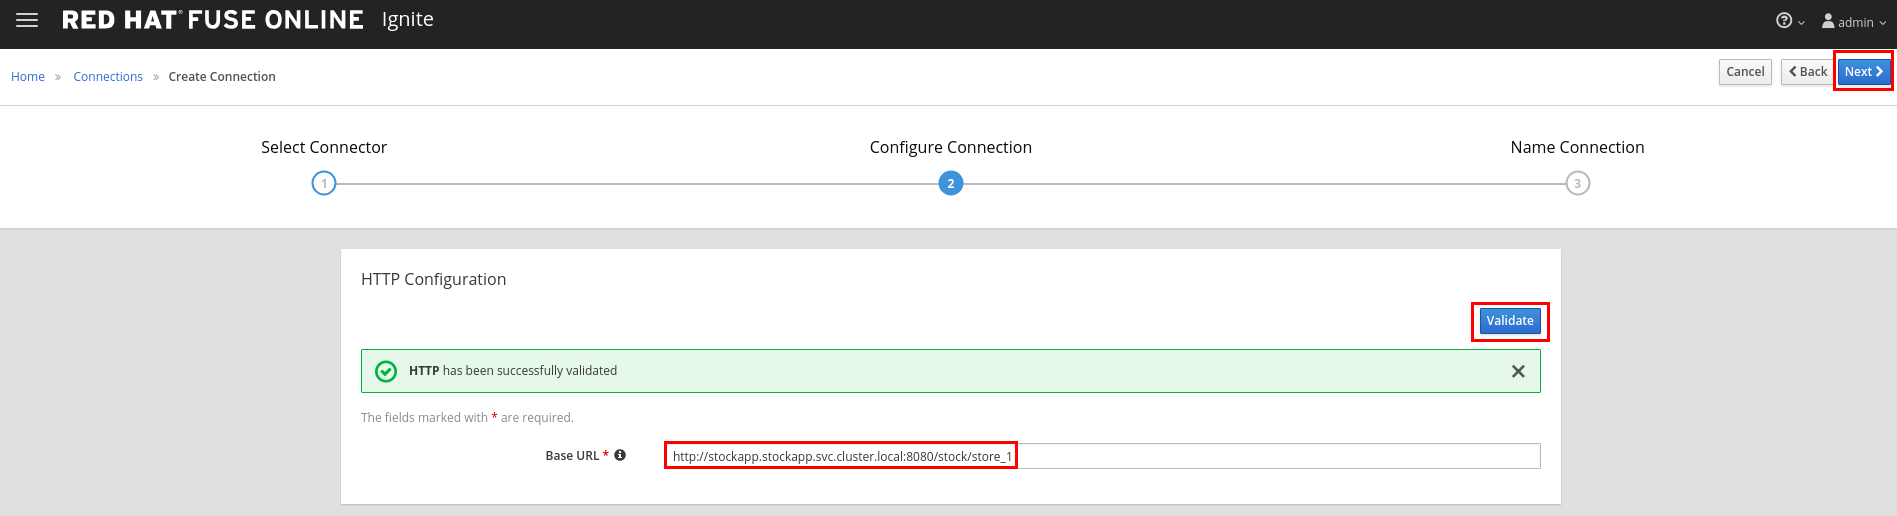 RED HAT® FUSE ONLINE Ignite
? admin
Home » Connections » Create Connection
Cancel Back Next
Select Connector Configure Connection Name Connection
1 2 3
HTTP Configuration
Validate
HTTP has been successfully validated
The fields marked with * are required.
Base URL * http://stockapp.stockapp.svc.cluster.local:8080/stock/store_1